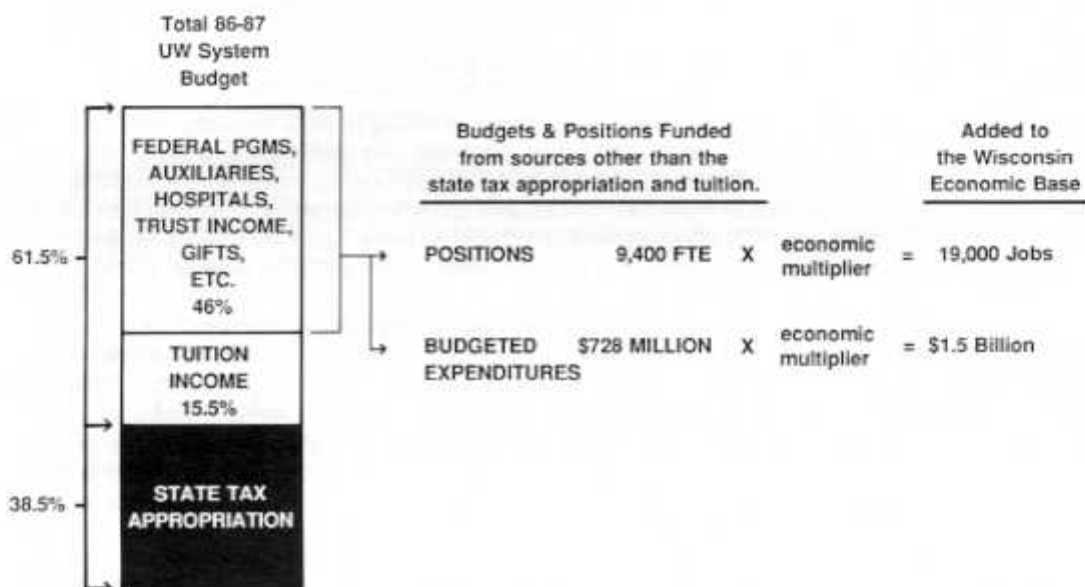 Total 86-87
UW System
Budget
FEDERAL PGMS,
AUXILIARIES,
HOSPITALS,
TRUST INCOME,
GIFTS,
ETC.
46%
TUITION
INCOME
15.5%
STATE TAX
APPROPRIATION
61.5%
38.5%
Budgets & Positions Funded
from sources other than the
state tax appropriation and tuition.
Added to
the Wisconsin
Economic Base
POSITIONS 9,400 FTE X economic multiplier = 19,000 Jobs
BUDGETED EXPENDITURES $728 MILLION X economic multiplier = $1.5 Billion